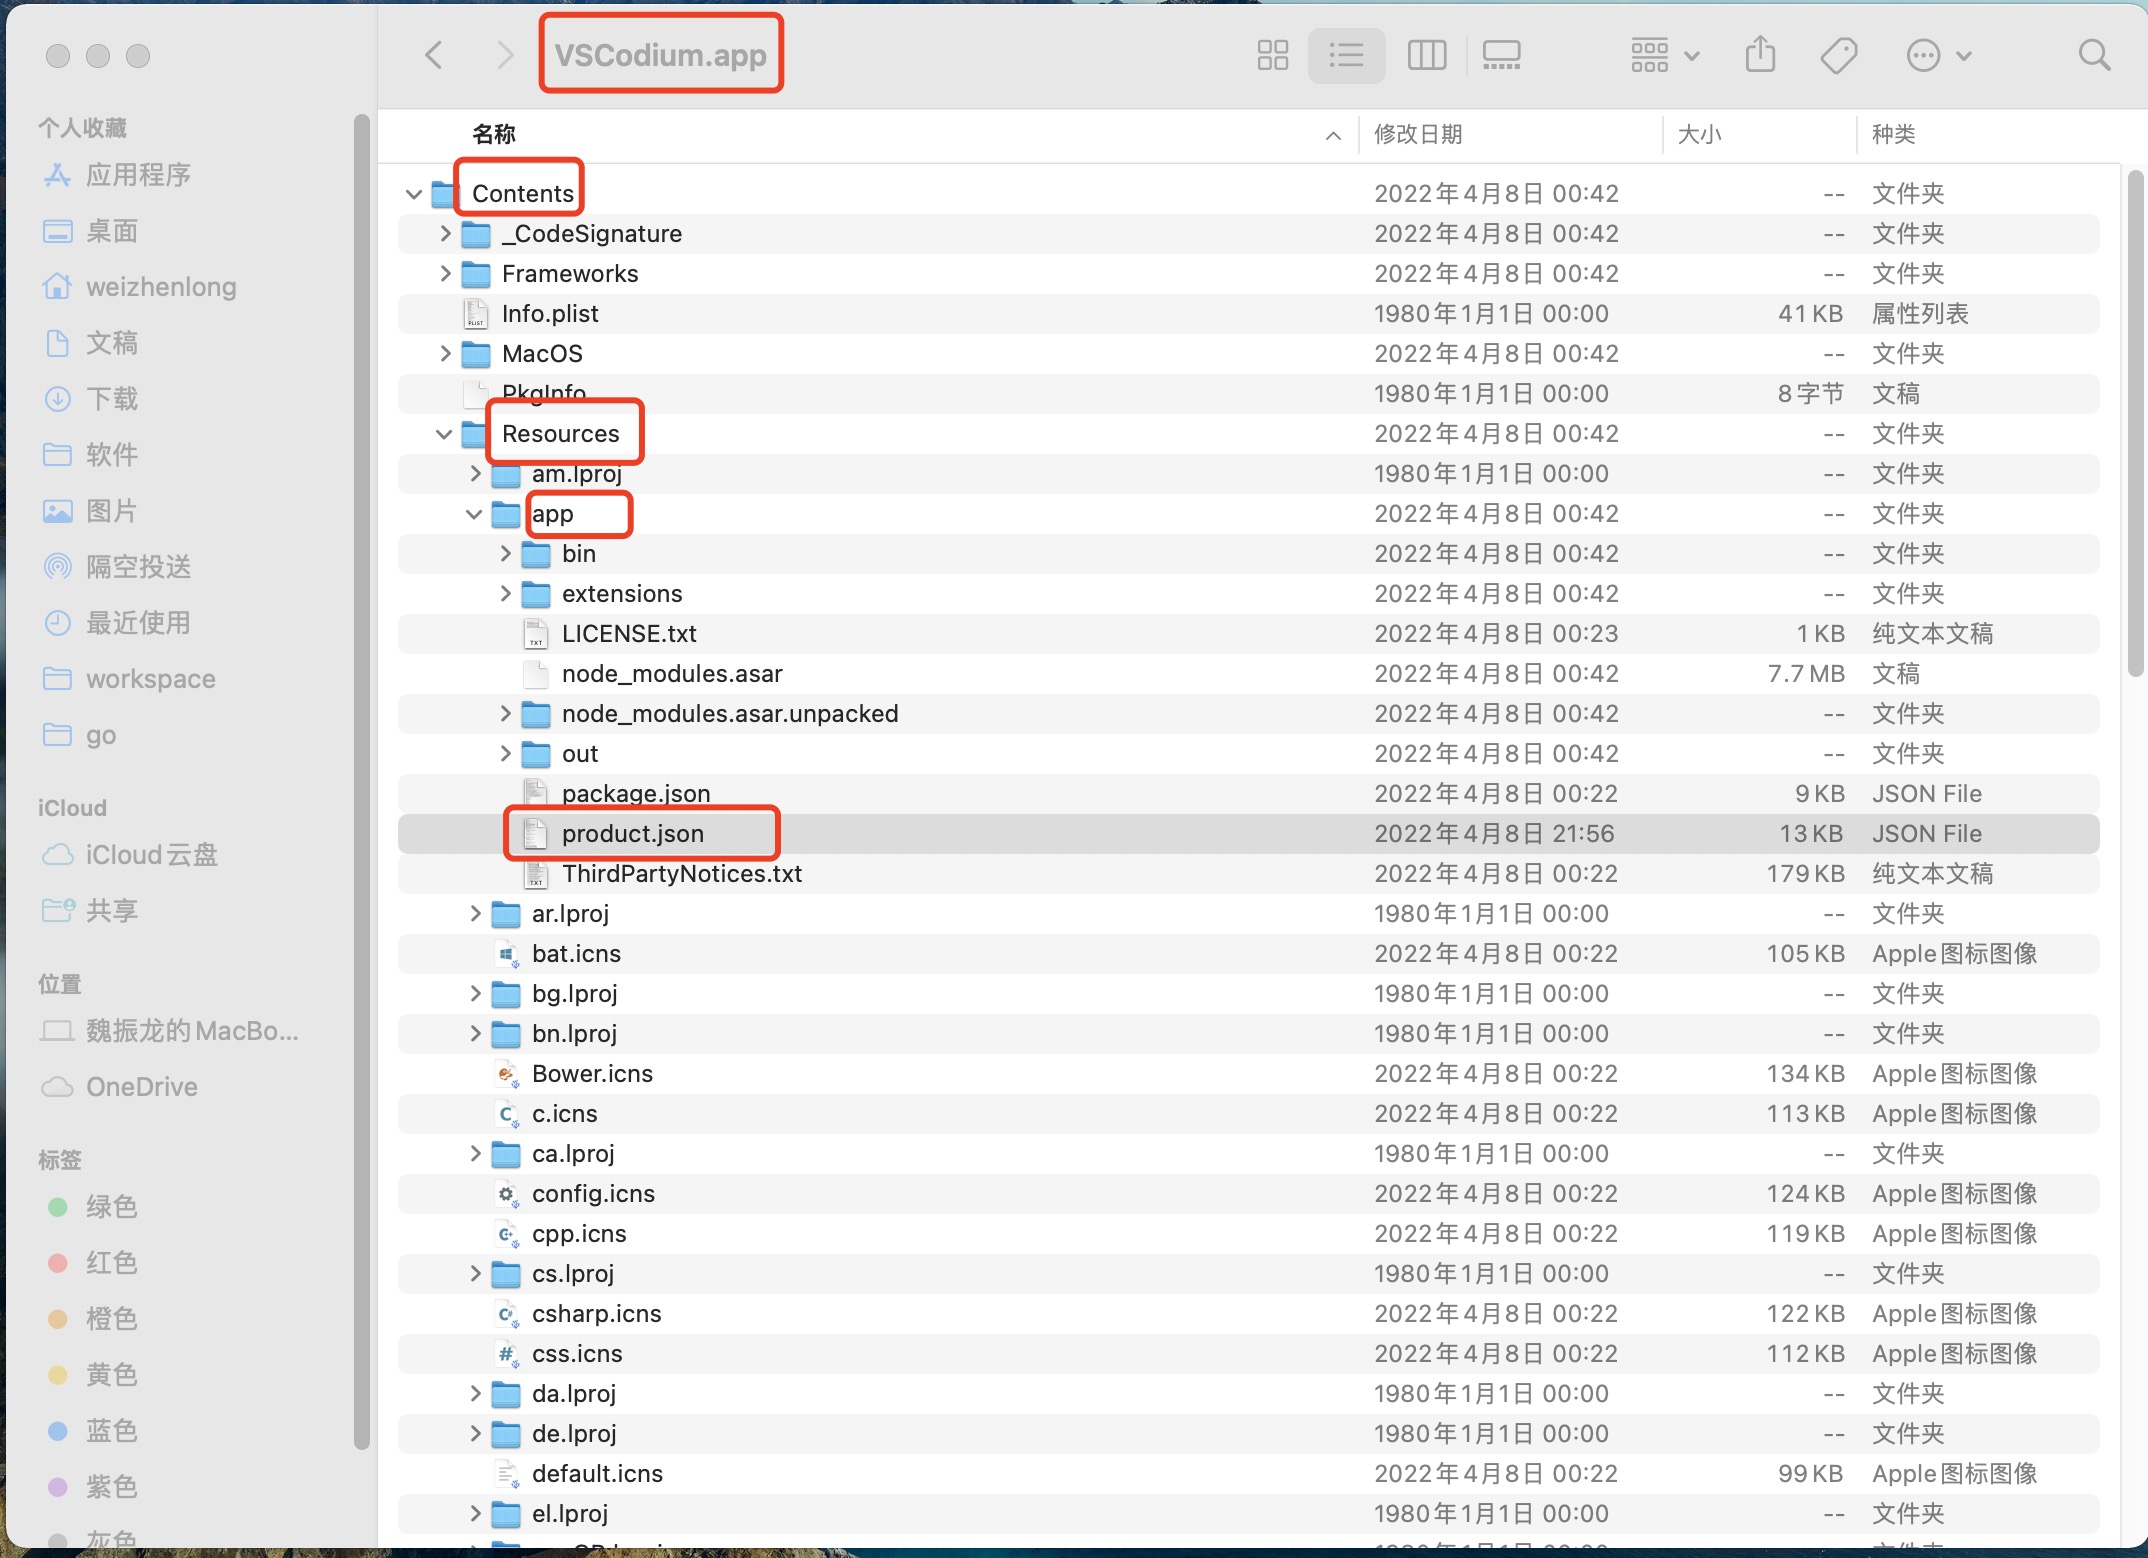 VSCodium.app
个人收藏
应用程序
桌面
weizhenlong
文稿
下载
软件
图片
隔空投送
最近使用
workspace
go
iCloud
iCloud云盘
共享
位置
魏振龙的MacBo...
OneDrive
标签
绿色
红色
橙色
黄色
蓝色
紫色
灰色
名称 修改日期 大小 种类
Contents 2022年4月8日 00:42 -- 文件夹
_CodeSignature 2022年4月8日 00:42 -- 文件夹
Frameworks 2022年4月8日 00:42 -- 文件夹
Info.plist 1980年1月1日 00:00 41 KB 属性列表
MacOS 2022年4月8日 00:42 -- 文件夹
PkgInfo 1980年1月1日 00:00 8字节 文稿
Resources 2022年4月8日 00:42 -- 文件夹
am.lproj 1980年1月1日 00:00 -- 文件夹
app 2022年4月8日 00:42 -- 文件夹
bin 2022年4月8日 00:42 -- 文件夹
extensions 2022年4月8日 00:42 -- 文件夹
LICENSE.txt 2022年4月8日 00:23 1 KB 纯文本文稿
node_modules.asar 2022年4月8日 00:42 7.7 MB 文稿
node_modules.asar.unpacked 2022年4月8日 00:42 -- 文件夹
out 2022年4月8日 00:42 -- 文件夹
package.json 2022年4月8日 00:22 9 KB JSON File
product.json 2022年4月8日 21:56 13 KB JSON File
ThirdPartyNotices.txt 2022年4月8日 00:22 179 KB 纯文本文稿
ar.lproj 1980年1月1日 00:00 -- 文件夹
bat.icns 2022年4月8日 00:22 105 KB Apple图标图像
bg.lproj 1980年1月1日 00:00 -- 文件夹
bn.lproj 1980年1月1日 00:00 -- 文件夹
Bower.icns 2022年4月8日 00:22 134 KB Apple图标图像
c.icns 2022年4月8日 00:22 113 KB Apple图标图像
ca.lproj 1980年1月1日 00:00 -- 文件夹
config.icns 2022年4月8日 00:22 124 KB Apple图标图像
cpp.icns 2022年4月8日 00:22 119 KB Apple图标图像
cs.lproj 1980年1月1日 00:00 -- 文件夹
csharp.icns 2022年4月8日 00:22 122 KB Apple图标图像
css.icns 2022年4月8日 00:22 112 KB Apple图标图像
da.lproj 1980年1月1日 00:00 -- 文件夹
de.lproj 1980年1月1日 00:00 -- 文件夹
default.icns 2022年4月8日 00:22 99 KB Apple图标图像
el.lproj 1980年1月1日 00:00 -- 文件夹